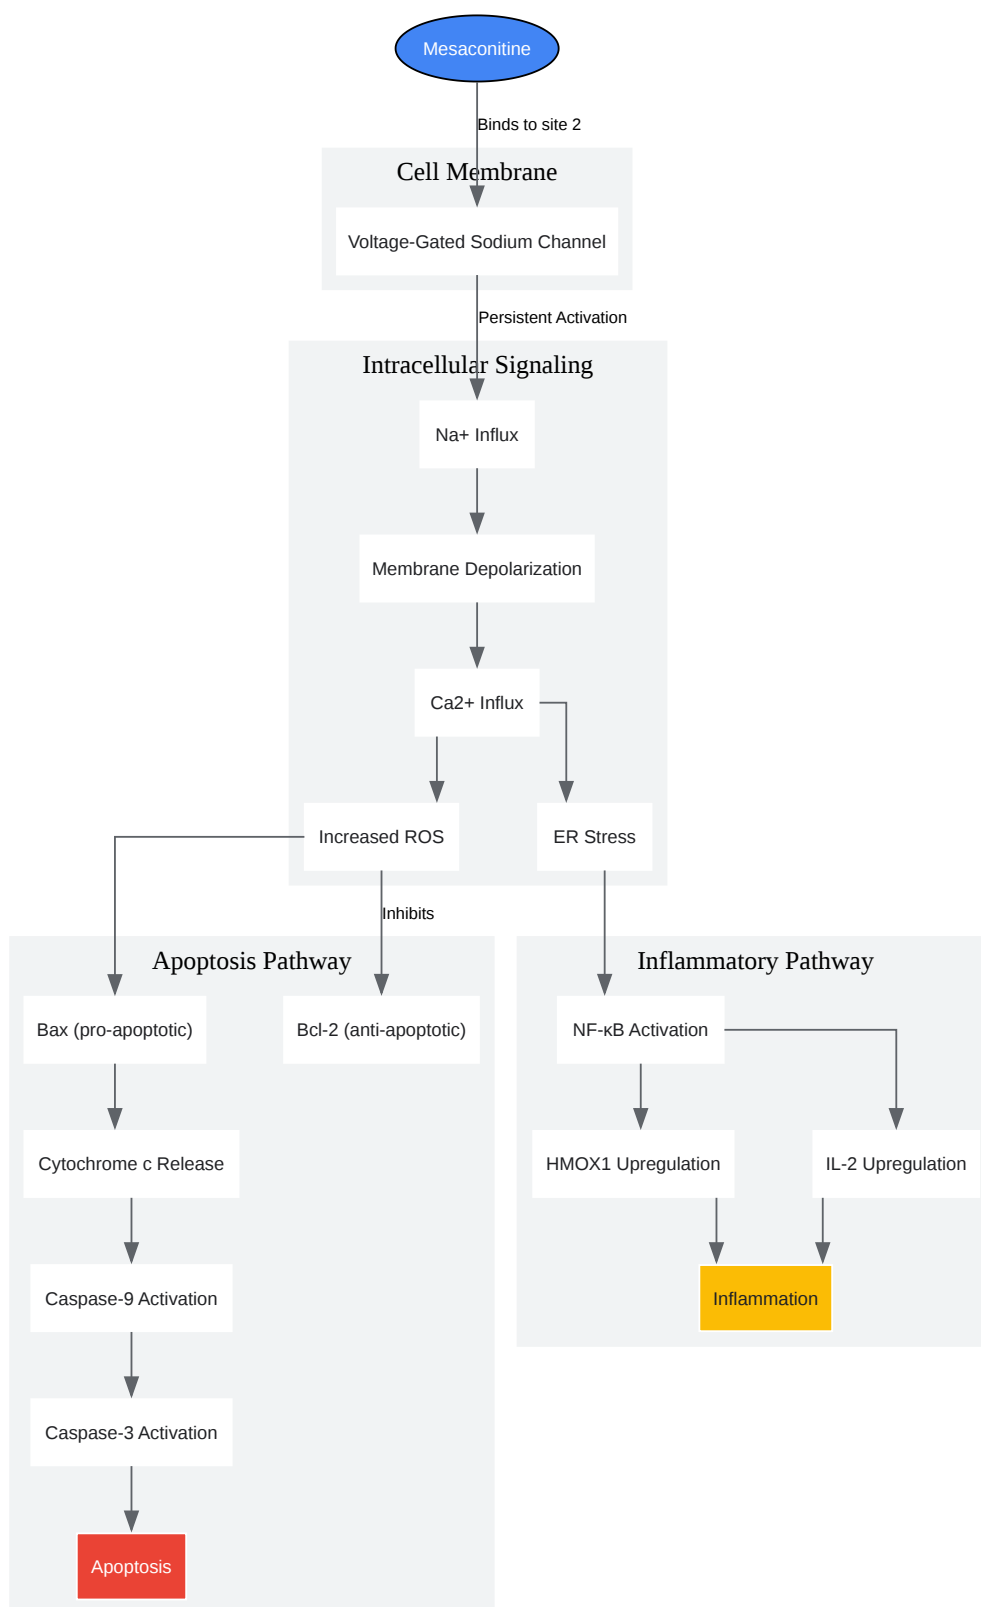 Mesaconitine
Binds to site 2
Cell Membrane
Voltage-Gated Sodium Channel
Persistent Activation
Intracellular Signaling
Na+ Influx
Membrane Depolarization
Ca2+ Influx
Increased ROS
ER Stress
Inhibits
Apoptosis Pathway
Inflammatory Pathway
Bax (pro-apoptotic)
Bcl-2 (anti-apoptotic)
NF-κB Activation
Cytochrome c Release
HMOX1 Upregulation
IL-2 Upregulation
Caspase-9 Activation
Inflammation
Caspase-3 Activation
Apoptosis